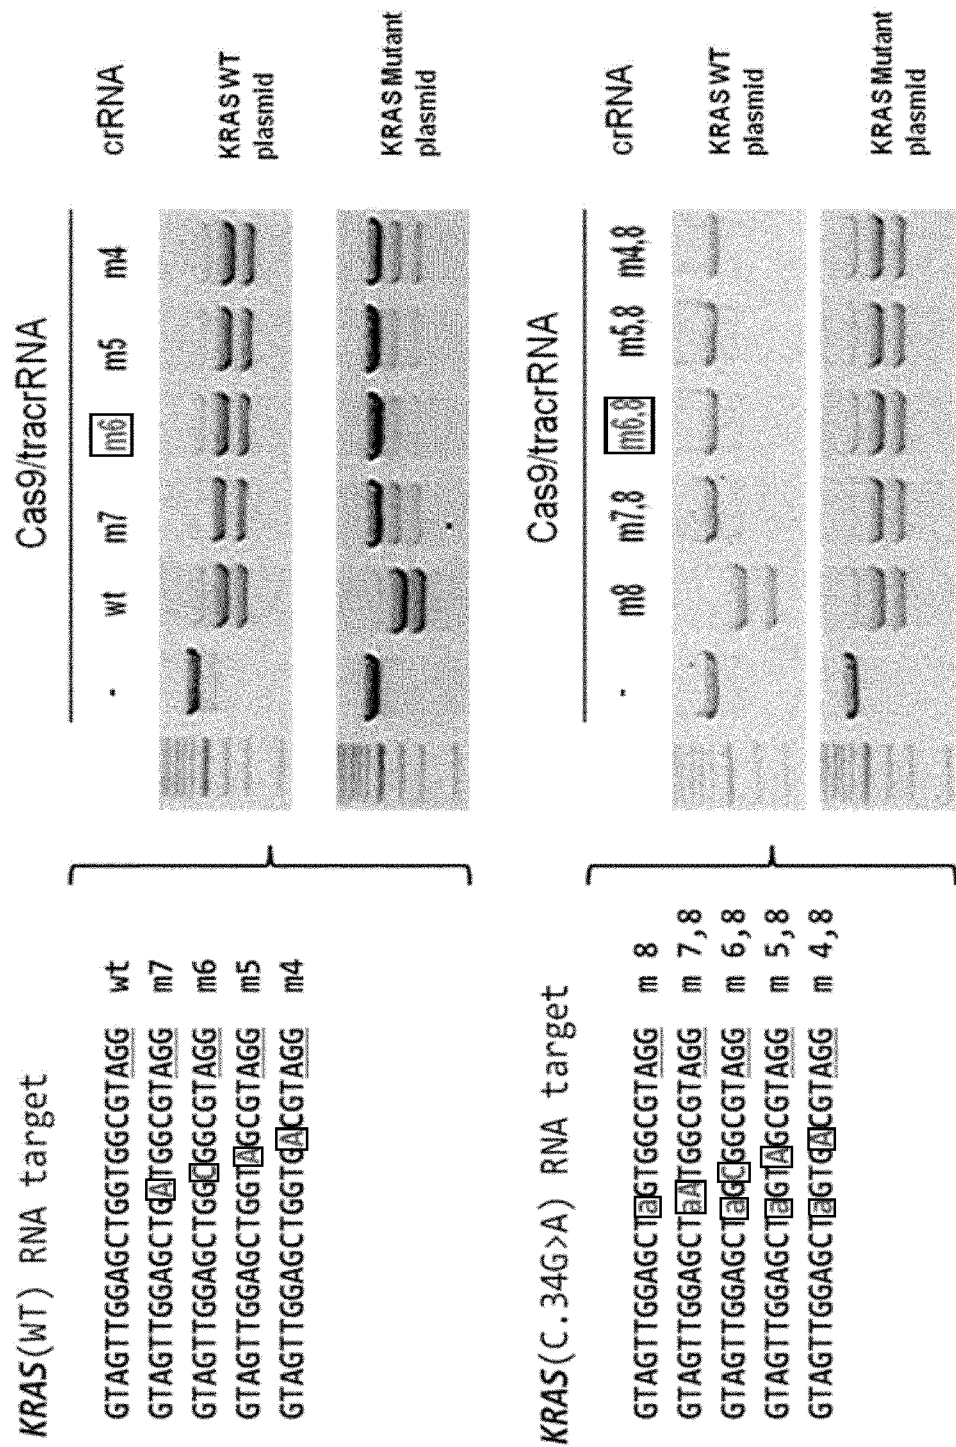 KRAS(WT) RNA target
GTAGTTGGAGCTGGTGGCGTAGG wt
GTAGTTGGAGCTGATGGCGTAGG m7
GTAGTTGGAGCTGGCGGCGTAGG m6
GTAGTTGGAGCTGGTAGCGTAGG m5
GTAGTTGGAGCTGGTGACGTAGG m4
Cas9/tracrRNA
- wt m7 m6 m5 m4 crRNA
KRAS WT
plasmid
KRAS Mutant
plasmid
KRAS(C.34G>A) RNA target
GTAGTTGGAGCTaGTGGCGTAGG m 8
GTAGTTGGAGCTaATGGCGTAGG m 7,8
GTAGTTGGAGCTaGCGGCGTAGG m 6,8
GTAGTTGGAGCTaGTAGCGTAGG m 5,8
GTAGTTGGAGCTaGTGACGTAGG m 4,8
Cas9/tracrRNA
- m8 m7,8 m6,8 m5,8 m4,8 crRNA
KRAS WT
plasmid
KRAS Mutant
plasmid